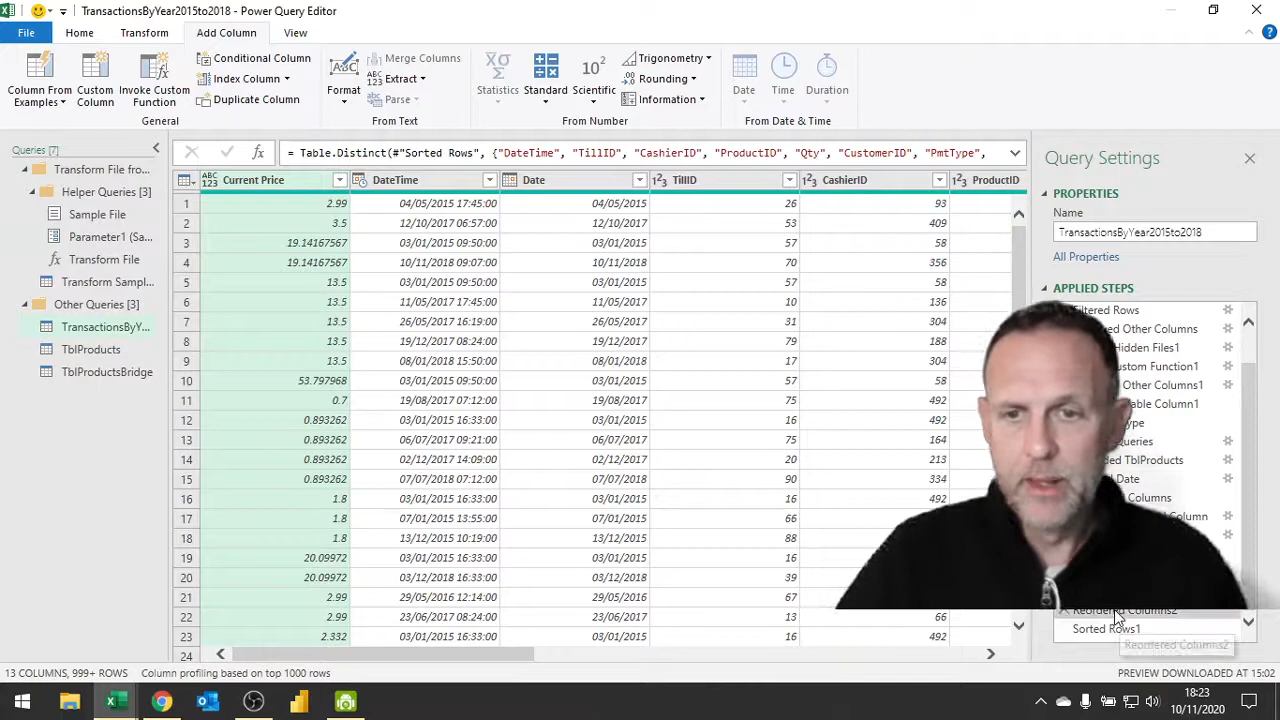 TransactionsByYear2015to2018 - Power Query Editor
File Home Transform Add Column View
Column From Examples
Custom Column
Invoke Custom Function
Conditional Column
Index Column
Duplicate Column
General
Format
Merge Columns
Extract
Parse
From Text
Statistics
Standard
Scientific
Trigonometry
Rounding
Information
From Number
Date
Time
Duration
From Date & Time
Queries [7]
Transform File fro...
Helper Queries [3]
Sample File
Parameter1 (Sa...
Transform File
Transform Sampl...
Other Queries [3]
TransactionsByY...
TblProducts
TblProductsBridge
= Table.Distinct(#"Sorted Rows", {"DateTime", "TillID", "CashierID", "ProductID", "Qty", "CustomerID", "PmtType",
Current Price DateTime Date TillID CashierID ProductID
1 2.99 04/05/2015 17:45:00 04/05/2015 26 93
2 3.5 12/10/2017 06:57:00 12/10/2017 53 409
3 19.14167567 03/01/2015 09:50:00 03/01/2015 57 58
4 19.14167567 10/11/2018 09:07:00 10/11/2018 70 356
5 13.5 03/01/2015 09:50:00 03/01/2015 57 58
6 13.5 11/05/2017 17:45:00 11/05/2017 10 136
7 13.5 26/05/2017 16:19:00 26/05/2017 31 304
8 13.5 19/12/2017 08:24:00 19/12/2017 79 188
9 13.5 08/01/2018 15:50:00 08/01/2018 17 304
10 53.797968 03/01/2015 09:50:00 03/01/2015 57 58
11 0.7 19/08/2017 07:12:00 19/08/2017 75 492
12 0.893262 03/01/2015 16:33:00 03/01/2015 16 492
13 0.893262 06/07/2017 09:21:00 06/07/2017 75 164
14 0.893262 02/12/2017 14:09:00 02/12/2017 20 213
15 0.893262 07/07/2018 07:12:00 07/07/2018 90 334
16 1.8 03/01/2015 16:33:00 03/01/2015 16 492
17 1.8 07/01/2015 13:55:00 07/01/2015 66
18 1.8 13/12/2015 10:19:00 13/12/2015 88
19 20.09972 03/01/2015 16:33:00 03/01/2015 16
20 20.09972 03/12/2018 16:33:00 03/12/2018 39
21 2.99 29/05/2016 12:14:00 29/05/2016 67
22 2.99 23/06/2017 08:24:00 23/06/2017 13 66
23 2.332 03/01/2015 16:33:00 03/01/2015 16 492
24
Query Settings
PROPERTIES
Name
TransactionsByYear2015to2018
All Properties
APPLIED STEPS
Filtered Rows
Other Columns
Hidden Files1
Custom Function1
Other Columns1
Column1
Queries
TblProducts
Date
Columns
Column
Reordered Columns2
Sorted Rows1
Reordered Columns2
13 COLUMNS, 999+ ROWS Column profiling based on top 1000 rows PREVIEW DOWNLOADED AT 15:02
18:23
10/11/2020